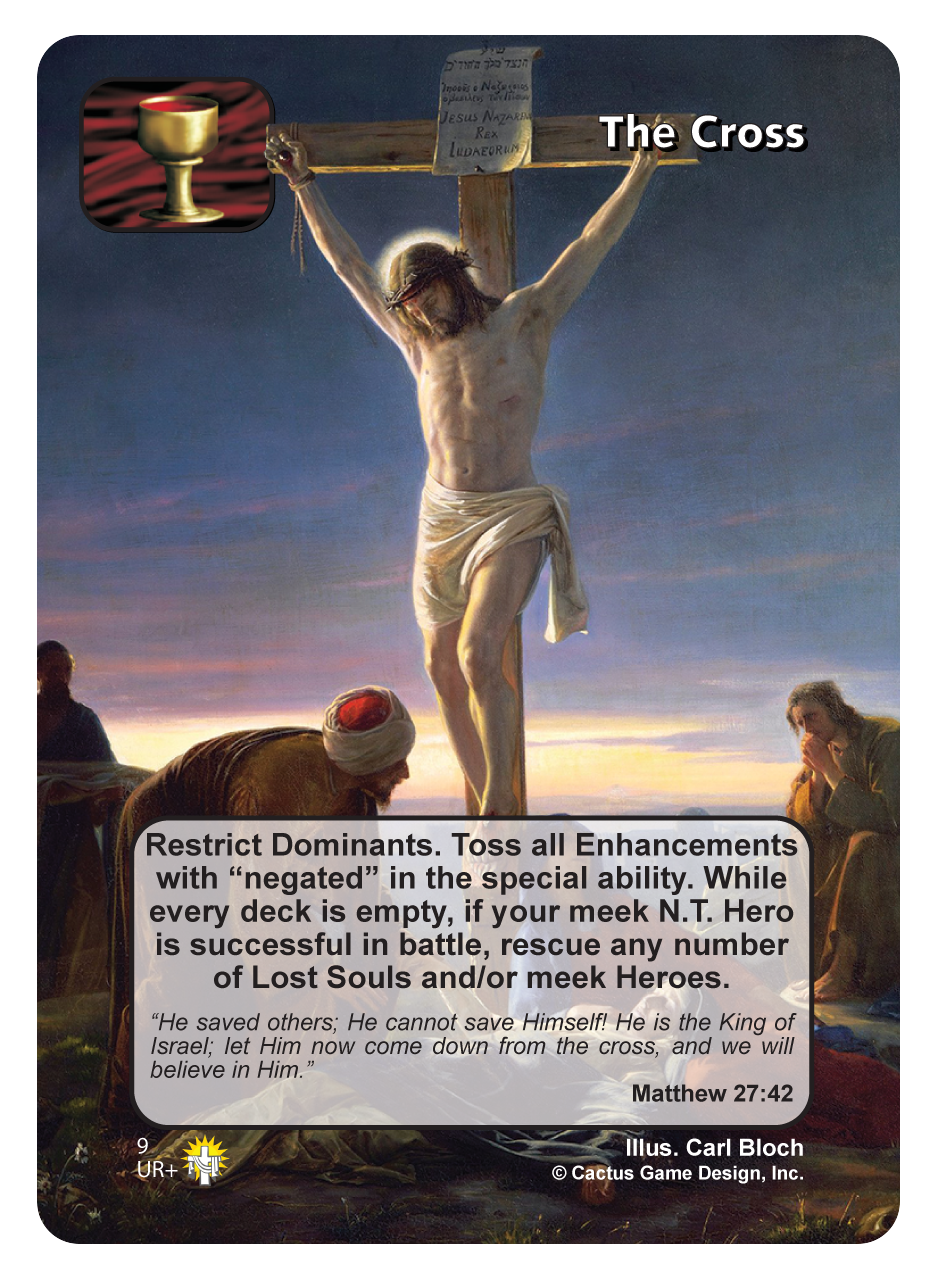 JESUS
REX
IUDAEORUM
The Cross
Restrict Dominants. Toss all Enhancements
with “negated” in the special ability. While
every deck is empty, if your meek N.T. Hero
is successful in battle, rescue any number
of Lost Souls and/or meek Heroes.
“He saved others; He cannot save Himself! He is the King of
Israel; let Him now come down from the cross, and we will
believe in Him.”
Matthew 27:42
9
UR+
Illus. Carl Bloch
© Cactus Game Design, Inc.